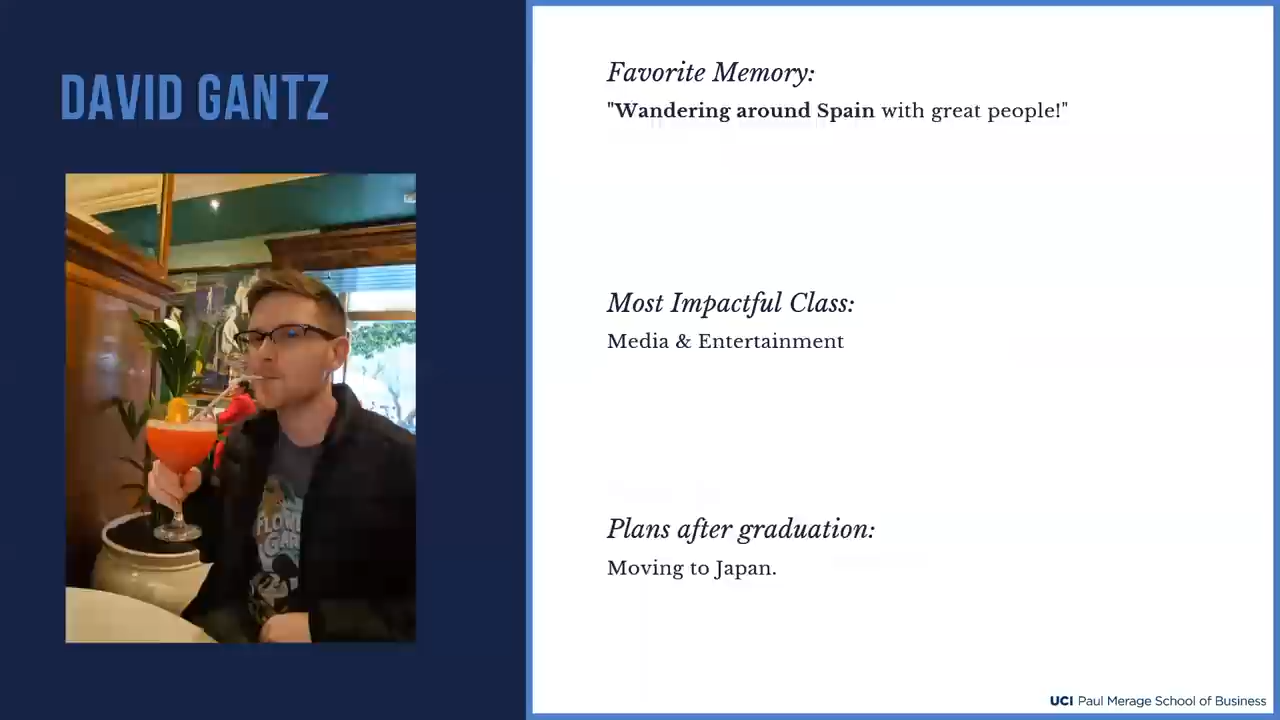 DAVID GANTZ
Favorite Memory:
"Wandering around Spain with great people!"
Most Impactful Class:
Media & Entertainment
Plans after graduation:
Moving to Japan.
UCI Paul Merage School of Business